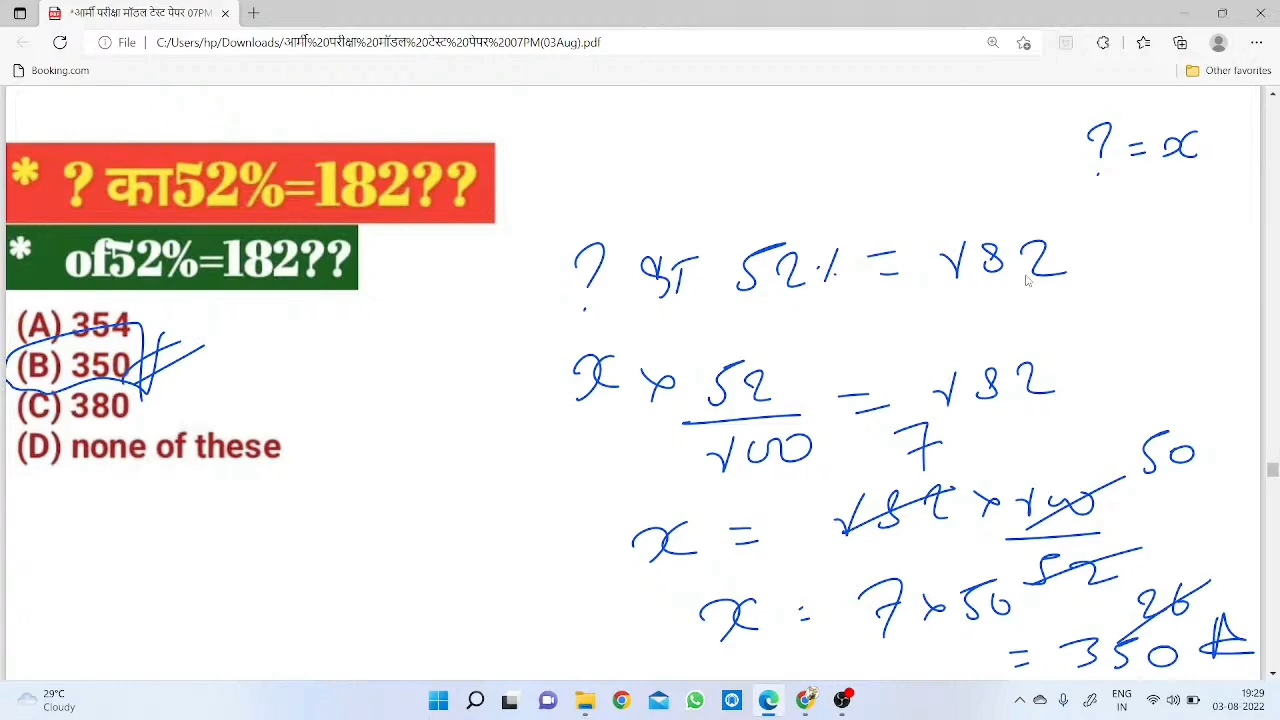 *आर्मी परीक्षा मॉडल टेस्ट पेपर 07PM
File
C:/Users/hp/Downloads/आर्मी%20परीक्षा%20मॉडल%20टेस्ट%20पेपर%2007PM(03Aug).pdf
Booking.com
Other favorites
? = x
* ? का52%=182??
* of52%=182??
? का 52% = 182
(A) 354
(B) 350
(C) 380
(D) none of these
x × 52/100 = 182
7
50
x = 182 × 100/52
26
x = 7 × 50
= 350 A
29°C
Cloudy
ENG
IN
19:29
03-08-2022